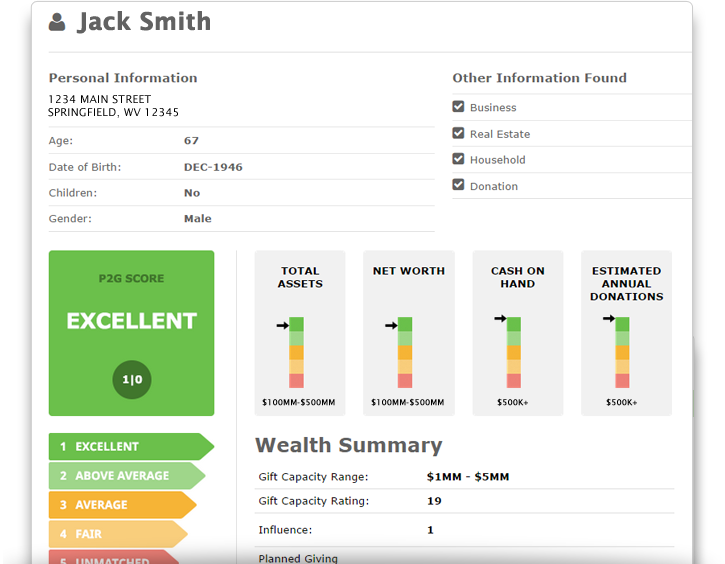 Jack Smith
Personal Information
1234 MAIN STREET
SPRINGFIELD, WV 12345
Age: 67
Date of Birth: DEC-1946
Children: No
Gender: Male
Other Information Found
Business
Real Estate
Household
Donation
P2G SCORE
EXCELLENT
1|0
TOTAL
ASSETS
$100MM-$500MM
NET WORTH
$100MM-$500MM
CASH ON
HAND
$500K+
ESTIMATED
ANNUAL
DONATIONS
$500K+
1 EXCELLENT
2 ABOVE AVERAGE
3 AVERAGE
4 FAIR
5 UNMATCHED
Wealth Summary
Gift Capacity Range: $1MM - $5MM
Gift Capacity Rating: 19
Influence: 1
Planned Giving